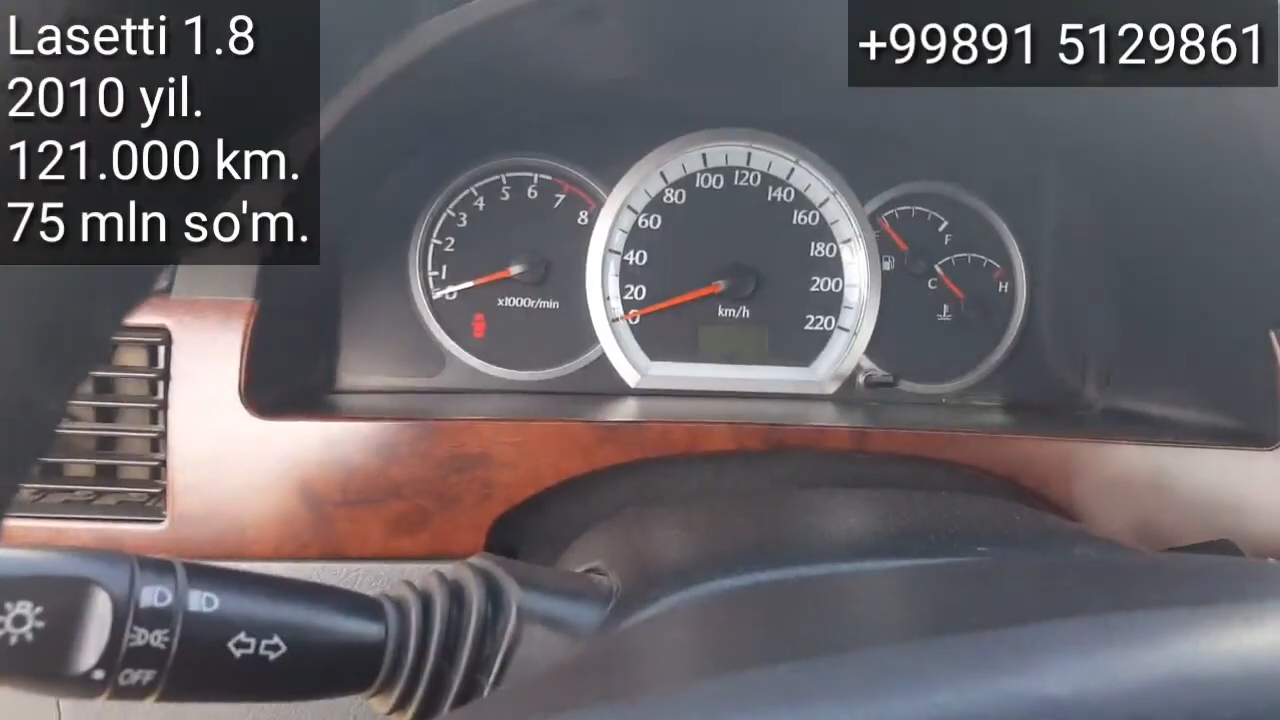 Lasetti 1.8
2010 yil.
121.000 km.
75 mln so'm.
+99891 5129861
0 1 2 3 4 5 6 7 8
x1000r/min
0 20 40 60 80 100 120 140 160 180 200 220
km/h
E F
C H
OFF